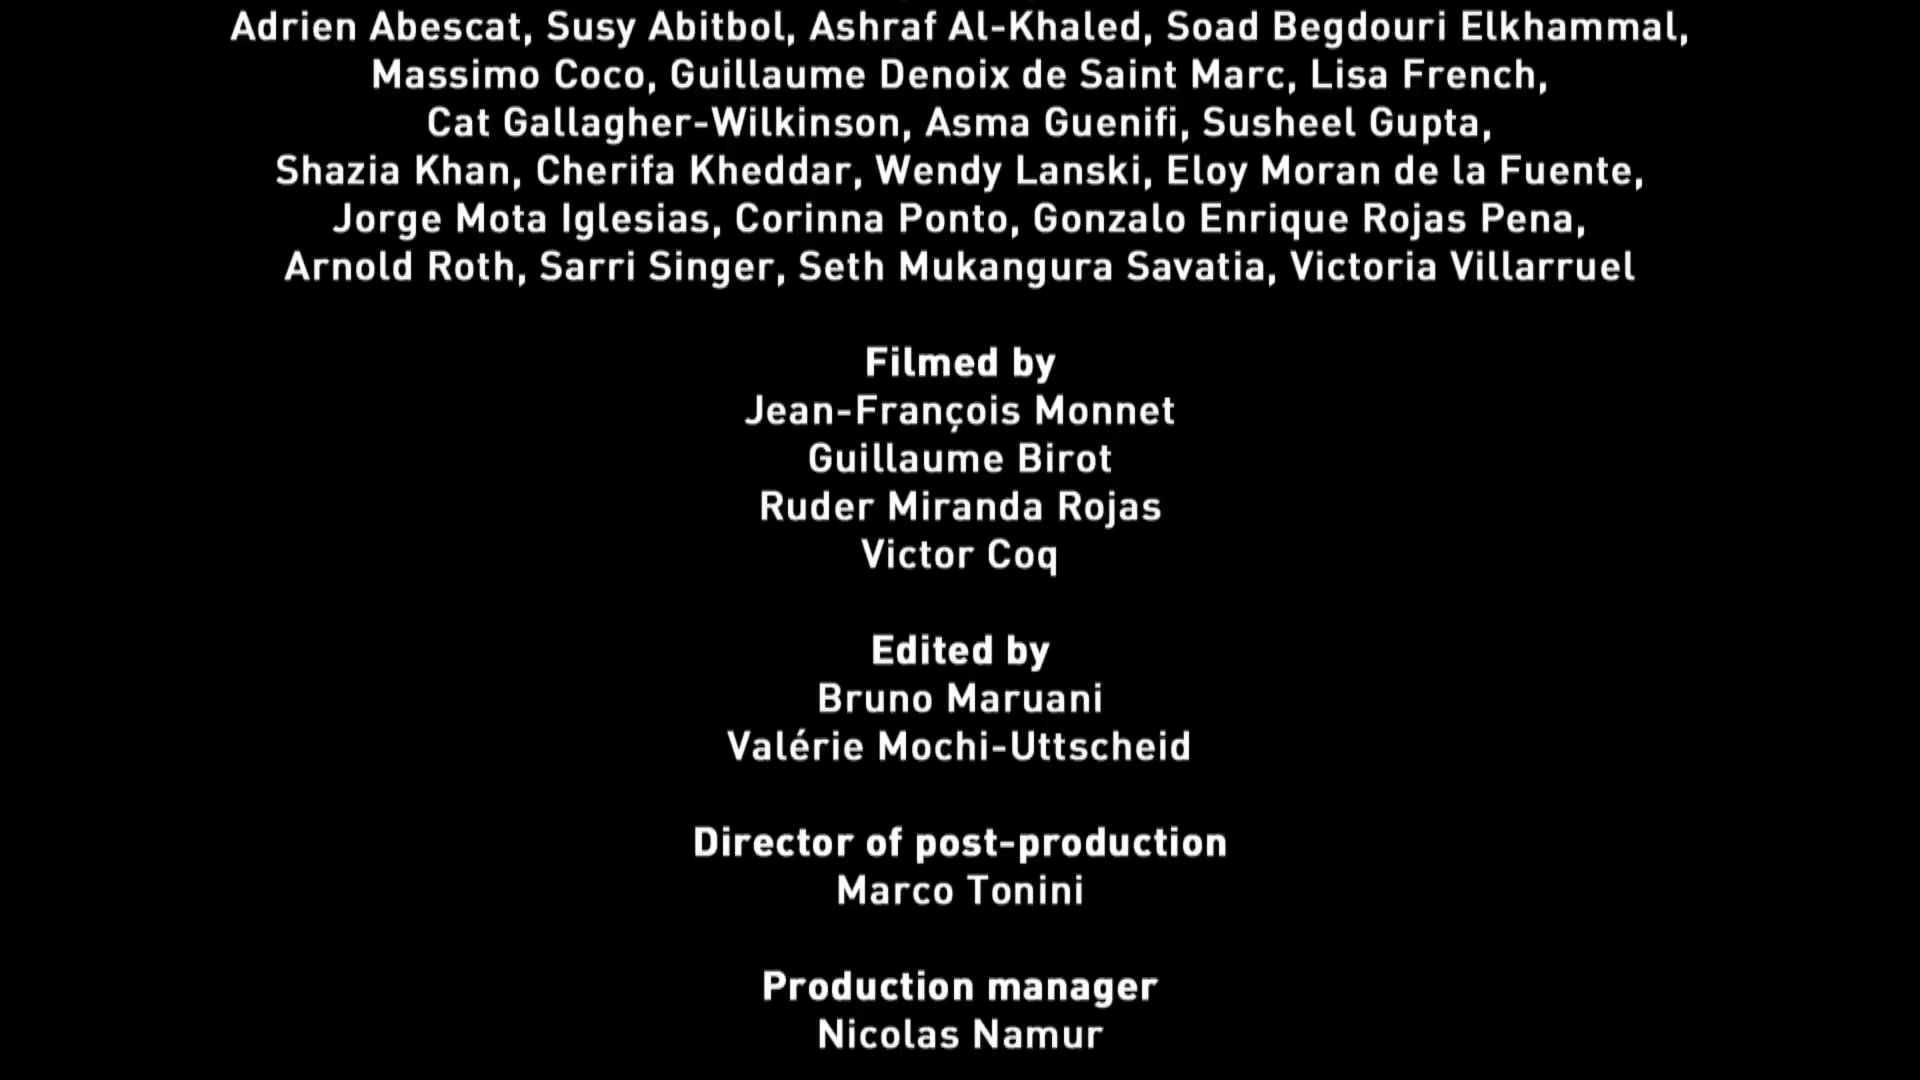 Adrien Abescat, Susy Abitbol, Ashraf Al-Khaled, Soad Begdouri Elkhammal,
Massimo Coco, Guillaume Denoix de Saint Marc, Lisa French,
Cat Gallagher-Wilkinson, Asma Guenifi, Susheel Gupta,
Shazia Khan, Cherifa Kheddar, Wendy Lanski, Eloy Moran de la Fuente,
Jorge Mota Iglesias, Corinna Ponto, Gonzalo Enrique Rojas Pena,
Arnold Roth, Sarri Singer, Seth Mukangura Savatia, Victoria Villarruel
Filmed by
Jean-François Monnet
Guillaume Birot
Ruder Miranda Rojas
Victor Coq
Edited by
Bruno Maruani
Valérie Mochi-Uttscheid
Director of post-production
Marco Tonini
Production manager
Nicolas Namur